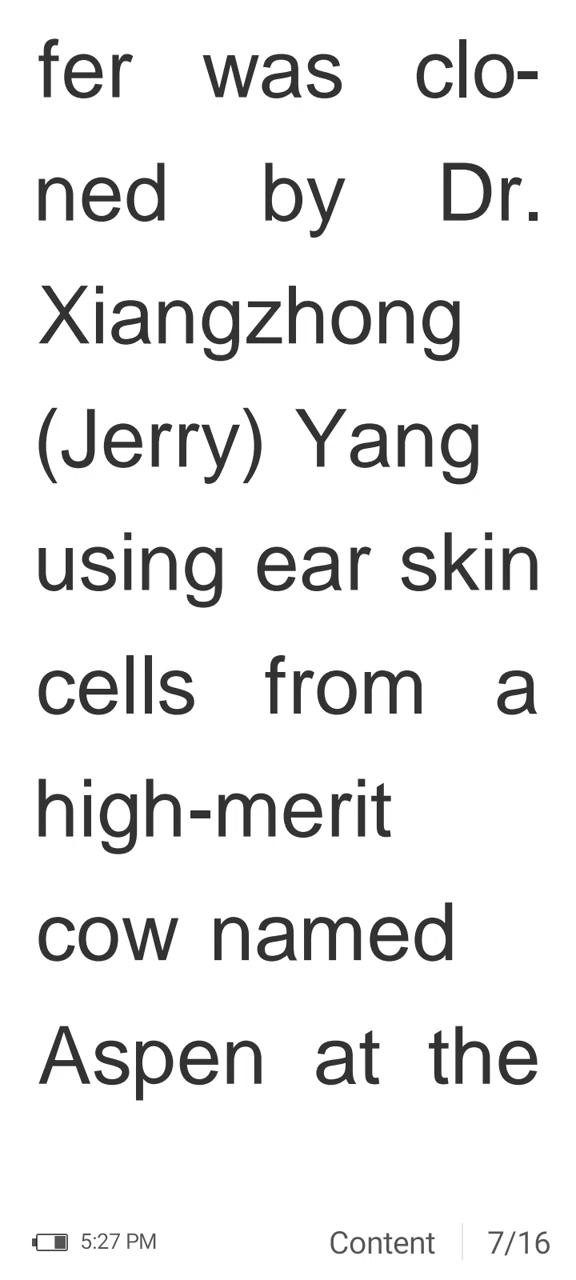 fer was clo-
ned by Dr.
Xiangzhong
(Jerry) Yang
using ear skin
cells from a
high-merit
cow named
Aspen at the
5:27 PM Content 7/16